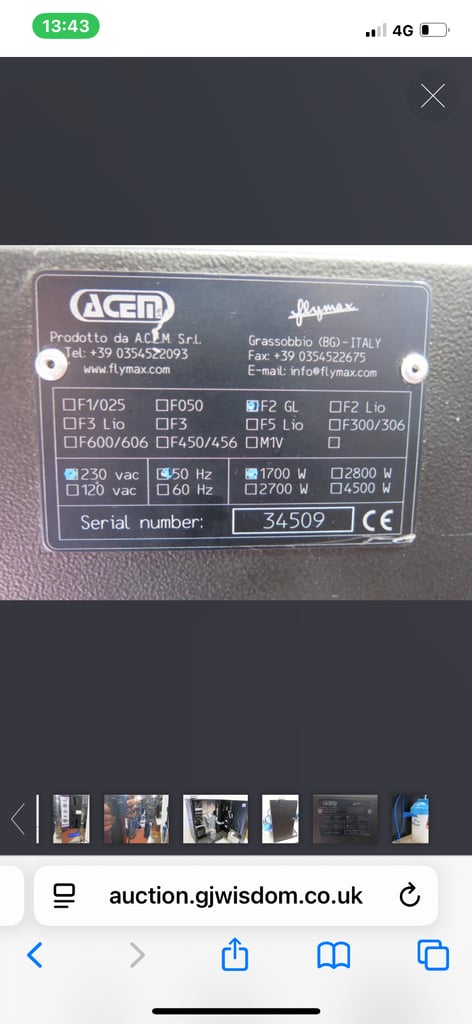 13:43
4G
ACEM
flymax
Prodotto da A.C.E.M. S.r.l.
Grassobbio (BG)-ITALY
Tel: +39 0354522093
Fax: +39 0354522675
www.flymax.com
E-mail: info@flymax.com
F1/025 F050 F2 GL F2 Lio
F3 Lio F3 F5 Lio F300/306
F600/606 F450/456 M1V
230 vac 50 Hz 1700 W 2800 W
120 vac 60 Hz 2700 W 4500 W
Serial number: 34509 CE
auction.gjwisdom.co.uk